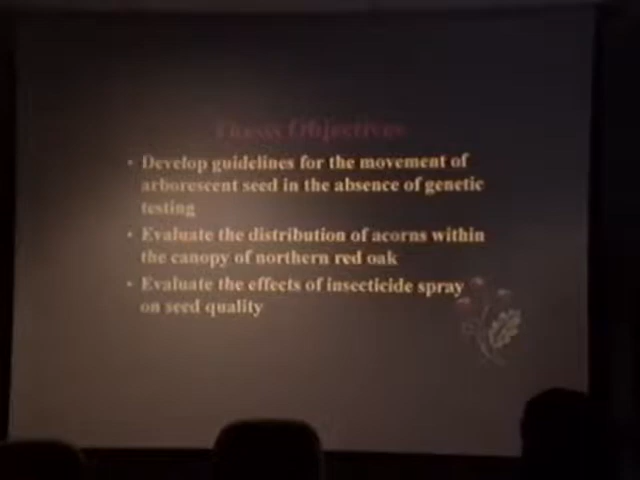 Thesis Objectives
• Develop guidelines for the movement of
arborescent seed in the absence of genetic
testing
• Evaluate the distribution of acorns within
the canopy of northern red oak
• Evaluate the effects of insecticide spray
on seed quality